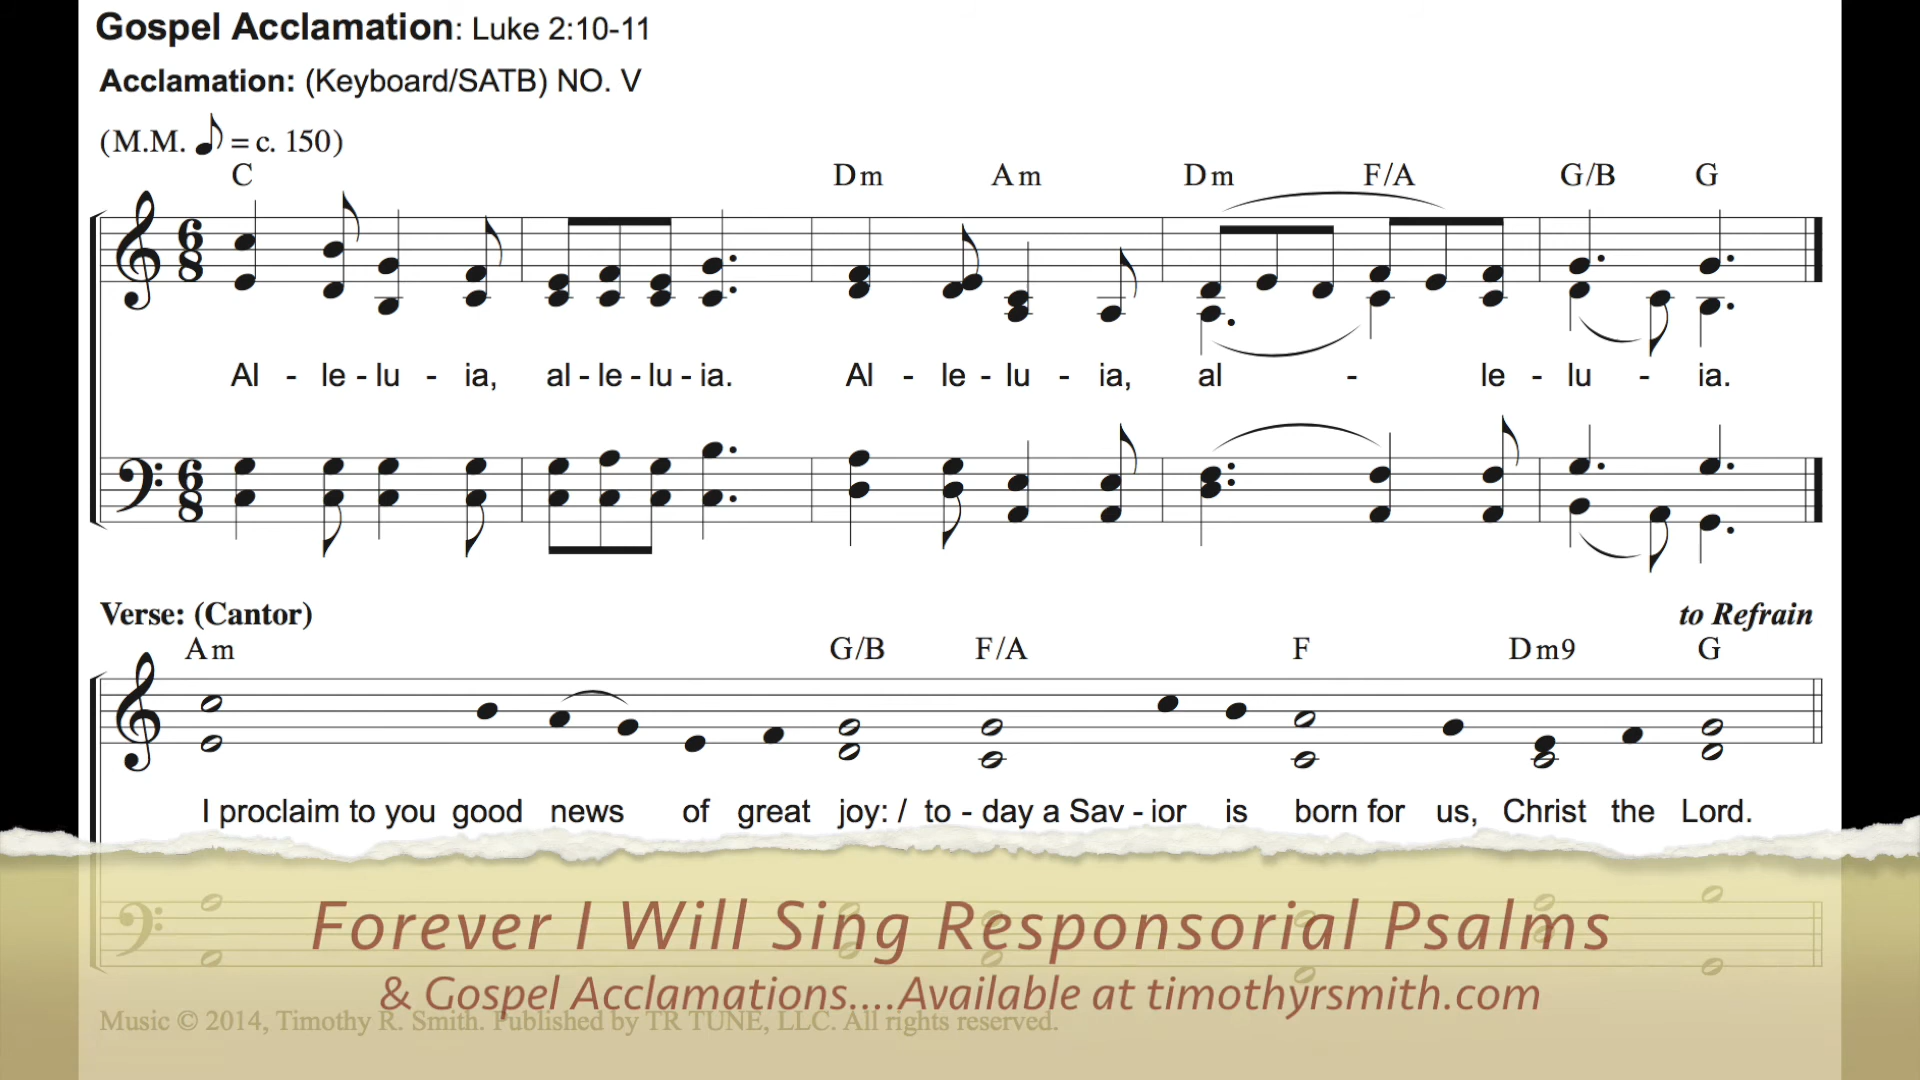 Gospel Acclamation: Luke 2:10-11
Acclamation: (Keyboard/SATB) NO. V
(M.M. ♪ = c. 150)
C Dm Am Dm F/A G/B G
6 8
Al - le - lu - ia, al - le - lu - ia. Al - le - lu - ia, al - le - lu - ia.
6 8
Verse: (Cantor) to Refrain
Am G/B F/A F Dm9 G
I proclaim to you good news of great joy: / to - day a Sav - ior is born for us, Christ the Lord.
Forever I Will Sing Responsorial Psalms
& Gospel Acclamations....Available at timothyrsmith.com
Music © 2014, Timothy R. Smith. Published by TR TUNE, LLC. All rights reserved.